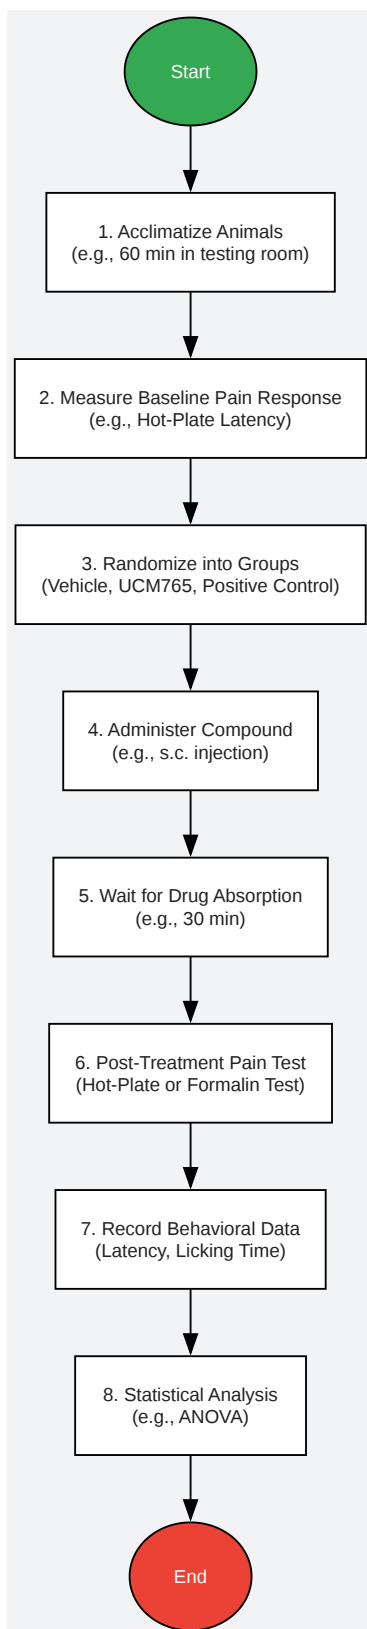 Start
1. Acclimatize Animals
(e.g., 60 min in testing room)
2. Measure Baseline Pain Response
(e.g., Hot-Plate Latency)
3. Randomize into Groups
(Vehicle, UCM765, Positive Control)
4. Administer Compound
(e.g., s.c. injection)
5. Wait for Drug Absorption
(e.g., 30 min)
6. Post-Treatment Pain Test
(Hot-Plate or Formalin Test)
7. Record Behavioral Data
(Latency, Licking Time)
8. Statistical Analysis
(e.g., ANOVA)
End